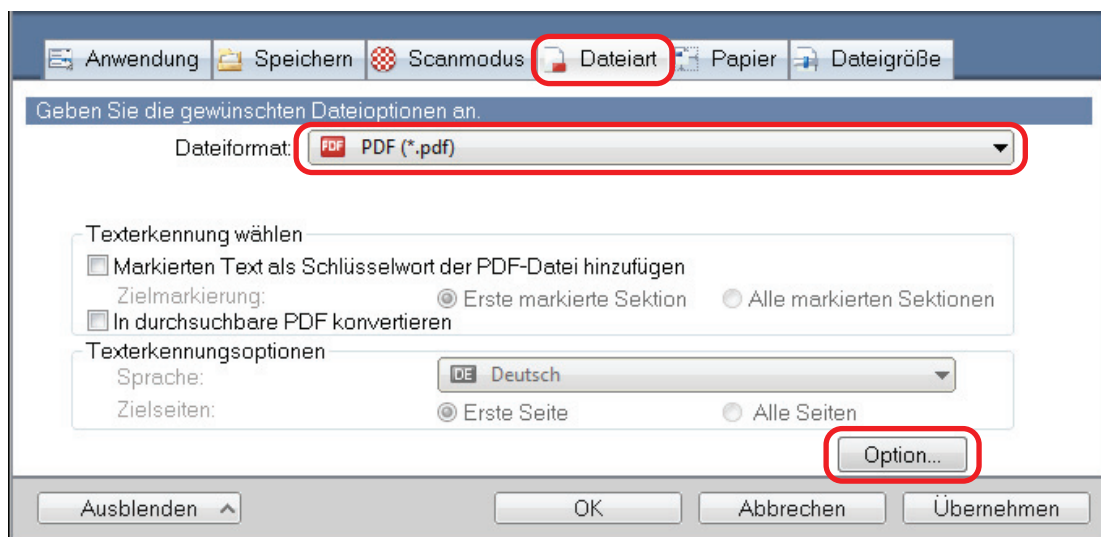 Anwendung Speichern Scanmodus Dateiart Papier Dateigröße
Geben Sie die gewünschten Dateioptionen an.
Dateiformat: PDF PDF (*.pdf)
Texterkennung wählen
Markierten Text als Schlüsselwort der PDF-Datei hinzufügen
Zielmarkierung: Erste markierte Sektion Alle markierten Sektionen
In durchsuchbare PDF konvertieren
Texterkennungsoptionen
Sprache: DE Deutsch
Zielseiten: Erste Seite Alle Seiten
Option...
Ausblenden OK Abbrechen Übernehmen